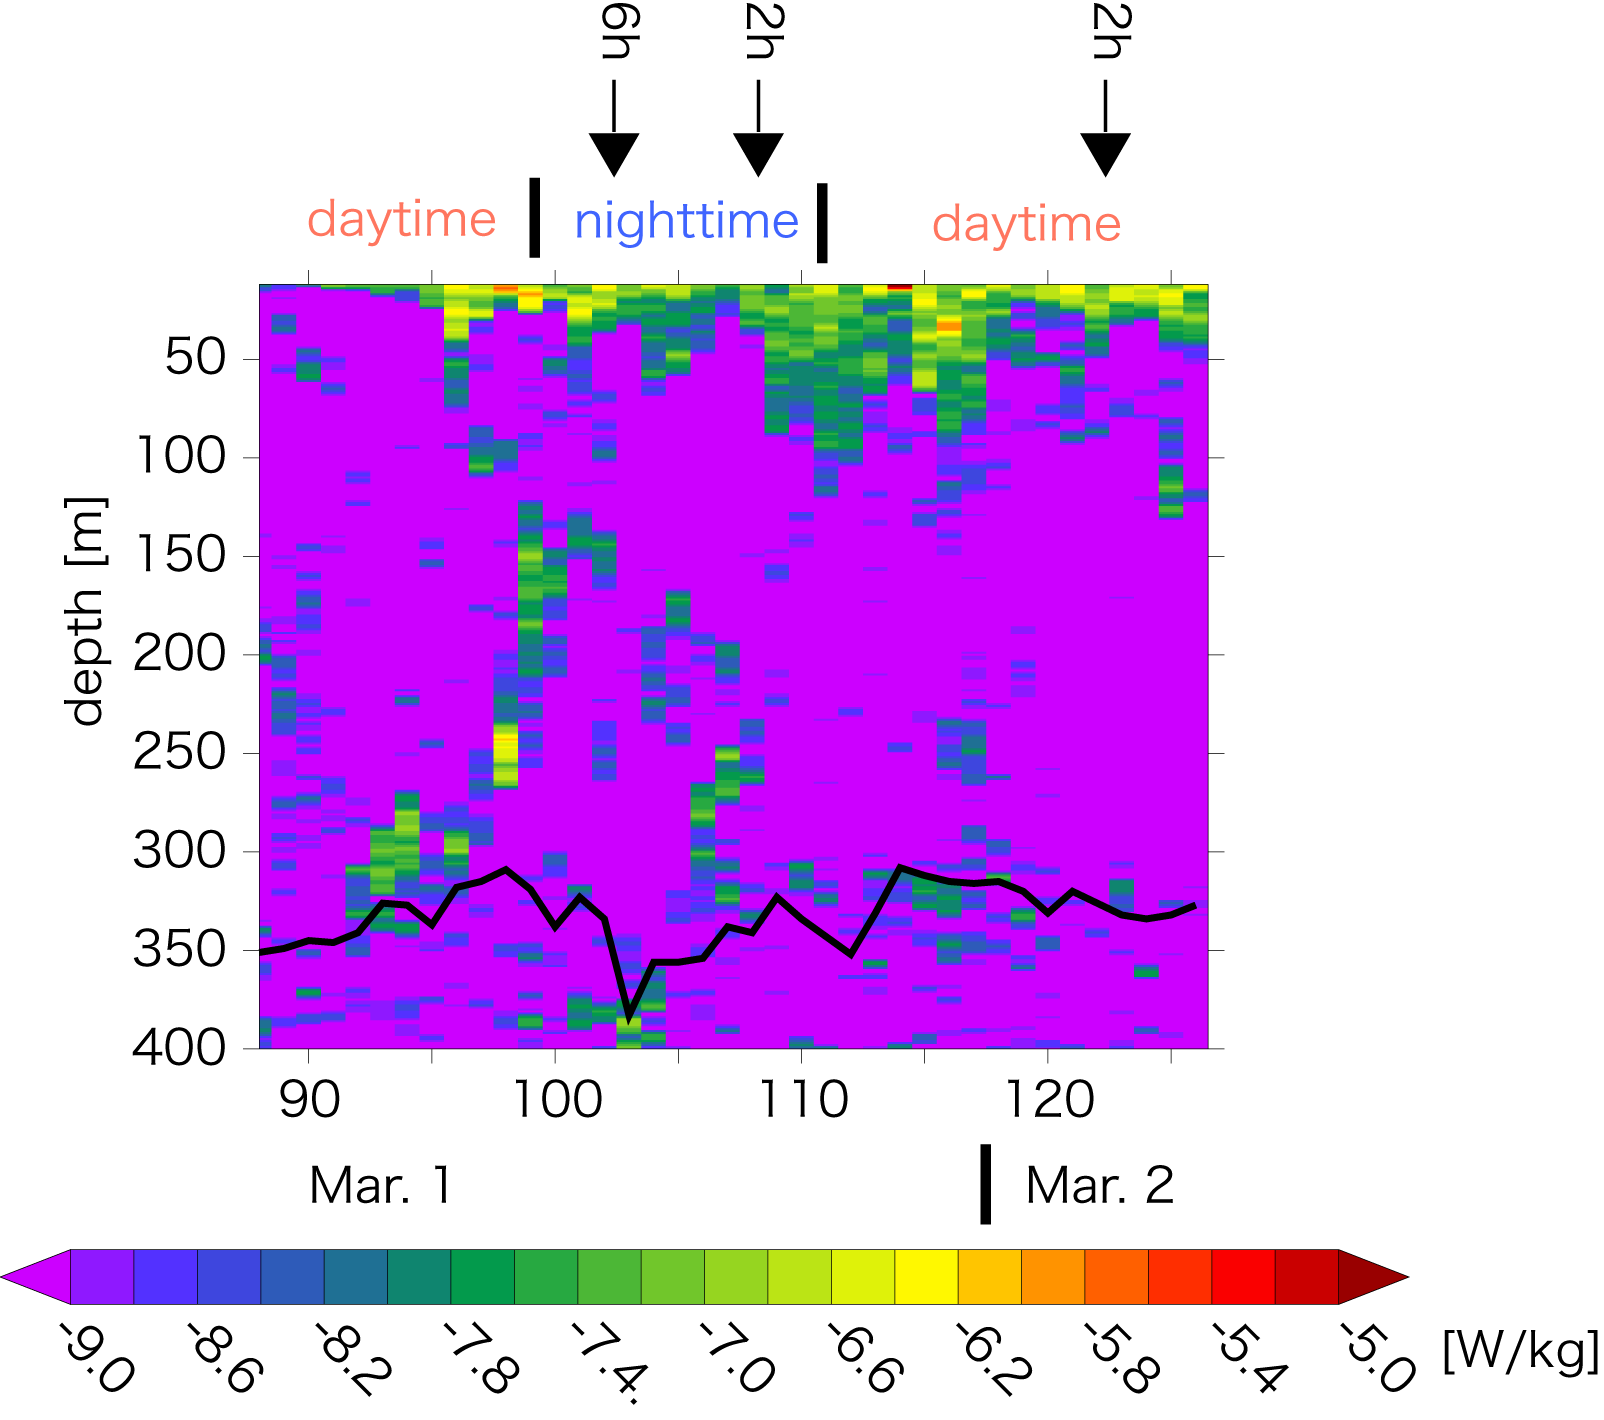 6h 2h 2h
daytime nighttime daytime
depth [m]
50
100
150
200
250
300
350
400
90 100 110 120
Mar. 1 Mar. 2
-9.0 -8.6 -8.2 -7.8 -7.4. -7.0 -6.6 -6.2 -5.8 -5.4 -5.0 [W/kg]